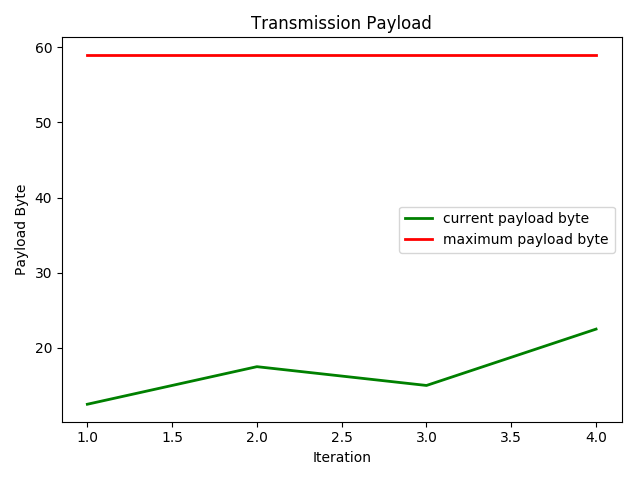 Transmission Payload
60
50
40
30
20
Payload Byte
current payload byte
maximum payload byte
1.0 1.5 2.0 2.5 3.0 3.5 4.0
Iteration